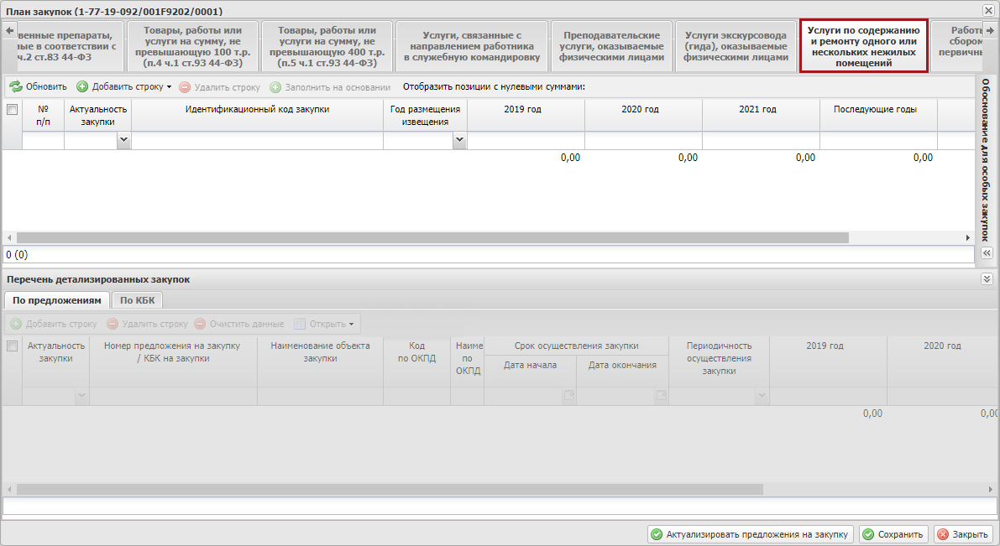 План закупок (1-77-19-092/001F9202/0001)
венные препараты,
ные в соответствии с
ч.2 ст.83 44-ФЗ
Товары, работы или
услуги на сумму, не
превышающую 100 т.р.
(п.4 ч.1 ст.93 44-ФЗ)
Товары, работы или
услуги на сумму, не
превышающую 400 т.р.
(п.5 ч.1 ст.93 44-ФЗ)
Услуги, связанные с
направлением работника
в служебную командировку
Преподавательские
услуги, оказываемые
физическими лицами
Услуги экскурсовода
(гида), оказываемые
физическими лицами
Услуги по содержанию
и ремонту одного или
нескольких нежилых
помещений
Работы
сбором
первичны
Обновить Добавить строку Удалить строку Заполнить на основании Отобразить позиции с нулевыми суммами:
№
п/п
Актуальность
закупки
Идентификационный код закупки
Год размещения
извещения
2019 год
2020 год
2021 год
Последующие годы
0,00 0,00 0,00 0,00
Обоснование для особых закупок
0 (0)
Перечень детализированных закупок
По предложениям По КБК
Добавить строку Удалить строку Очистить данные Открыть
Актуальность
закупки
Номер предложения на закупку
/ КБК на закупки
Наименование объекта
закупки
Код
по ОКПД
Наиме
по
ОКПД
Срок осуществления закупки
Дата начала
Дата окончания
Периодичность
осуществления
закупки
2019 год
2020 год
0,00 0,00
Актуализировать предложения на закупку Сохранить Закрыть